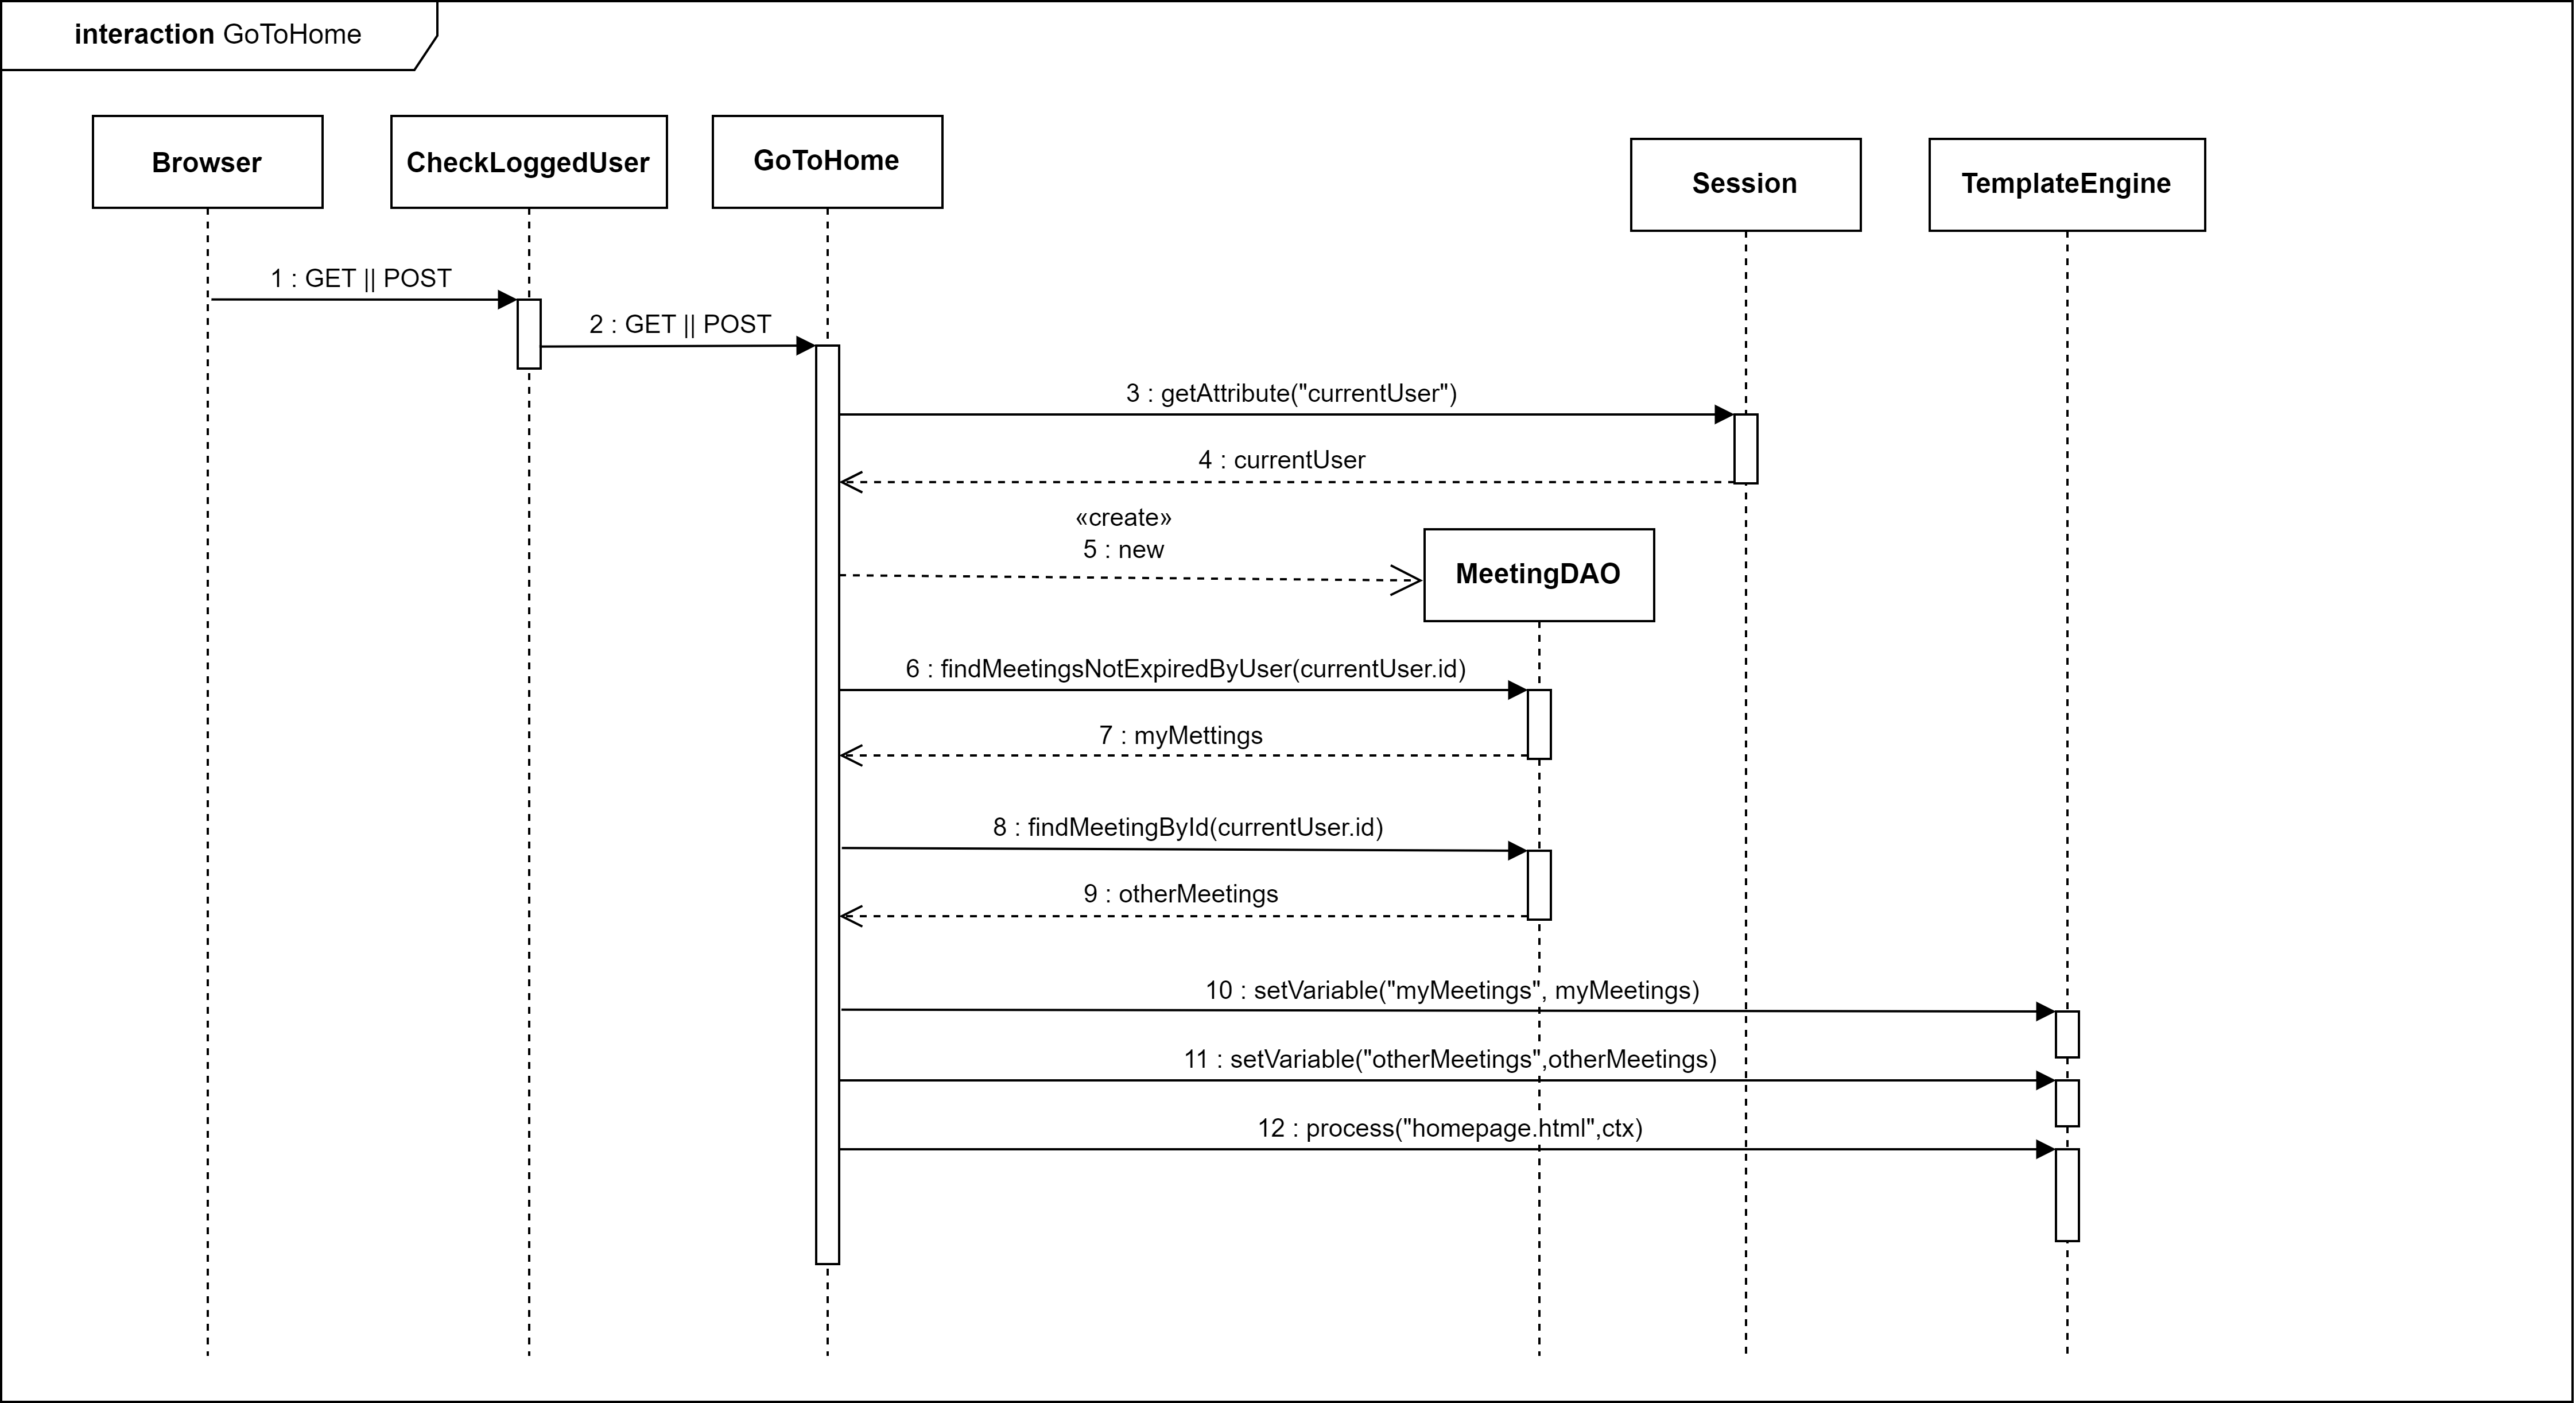 interaction GoToHome
Browser
CheckLoggedUser
GoToHome
Session
TemplateEngine
1 : GET || POST
2 : GET || POST
3 : getAttribute("currentUser")
4 : currentUser
«create»
5 : new
MeetingDAO
6 : findMeetingsNotExpiredByUser(currentUser.id)
7 : myMettings
8 : findMeetingById(currentUser.id)
9 : otherMeetings
10 : setVariable("myMeetings", myMeetings)
11 : setVariable("otherMeetings",otherMeetings)
12 : process("homepage.html",ctx)